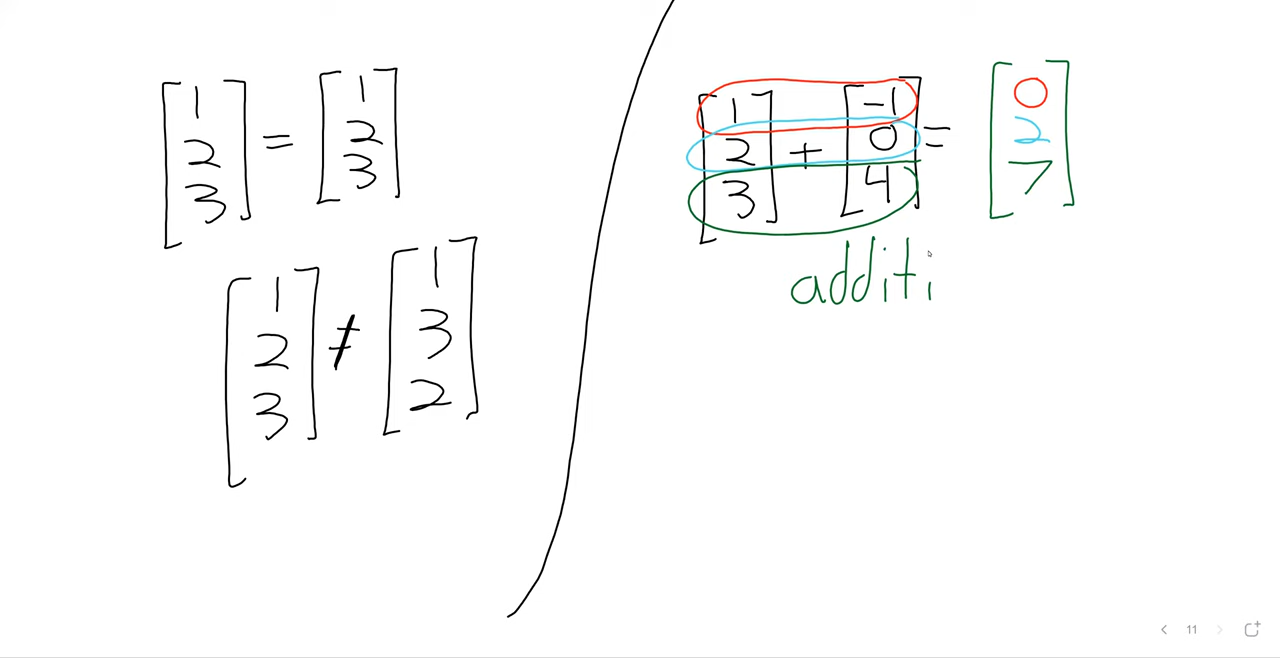 [1 2 3] = [1 2 3]
[1 2 3] ≠ [1 3 2]
[1 2 3] + [-1 0 4] = [0 2 7]
additi
11